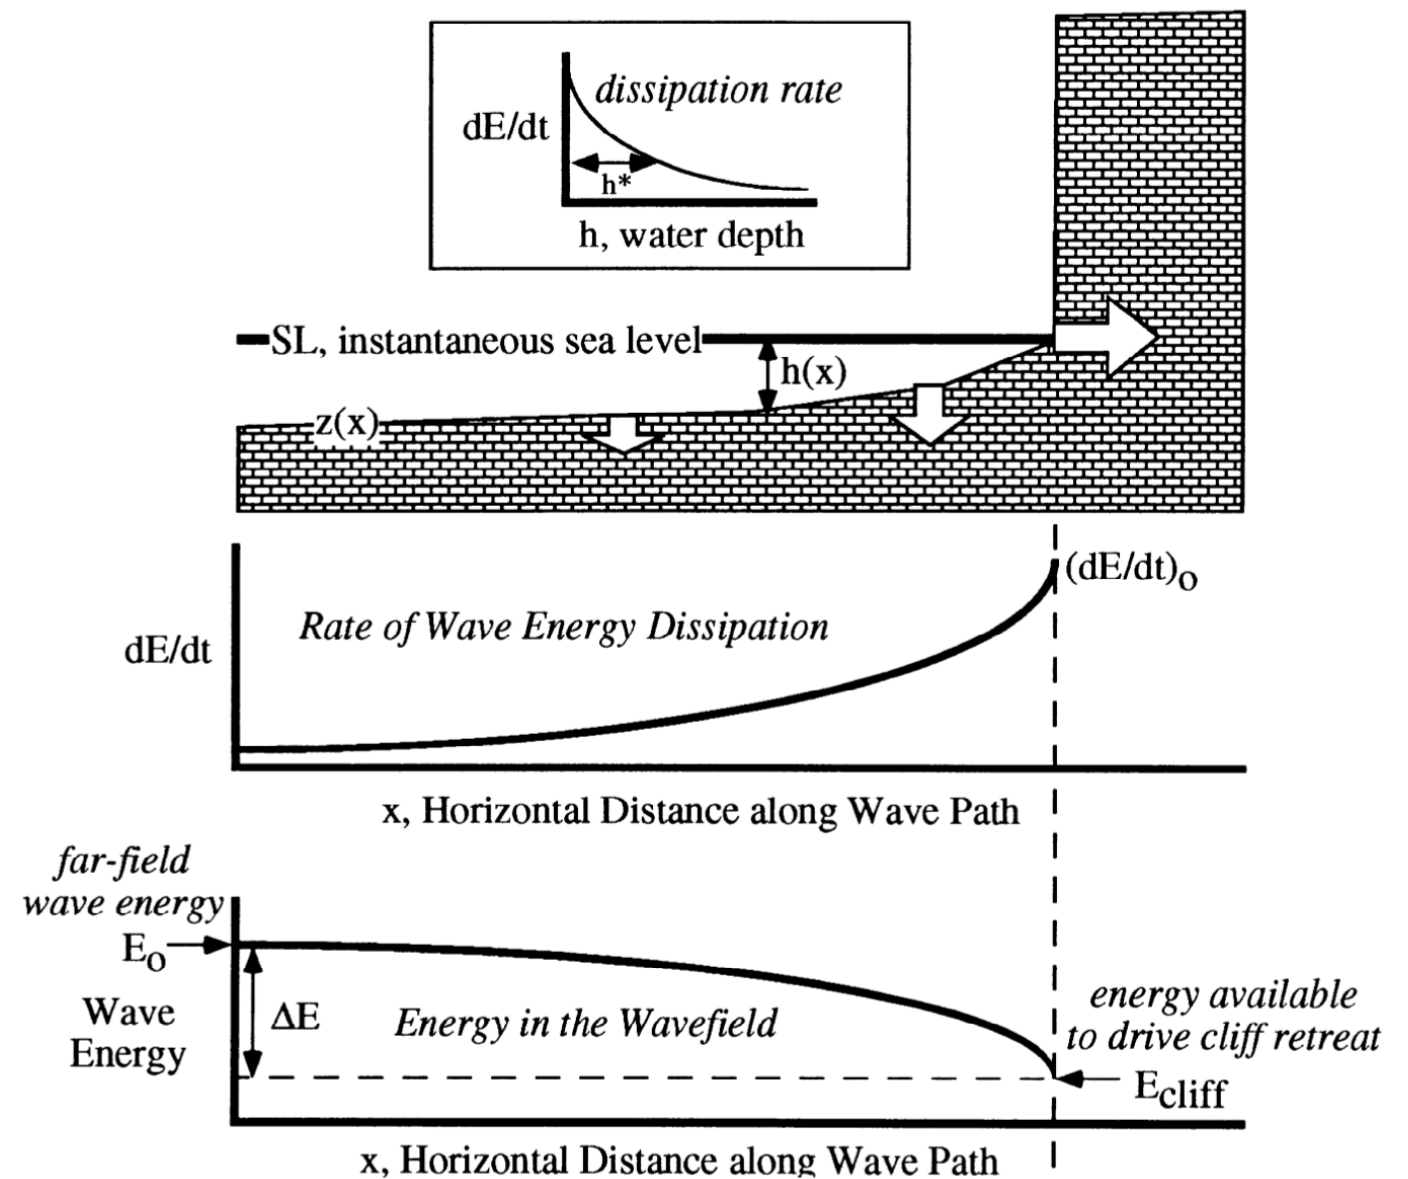 dissipation rate
dE/dt
h*
h, water depth
SL, instantaneous sea level
h(x)
z(x)
(dE/dt)o
Rate of Wave Energy Dissipation
dE/dt
x, Horizontal Distance along Wave Path
far-field
wave energy
Eo
Wave
Energy
ΔE
Energy in the Wavefield
energy available
to drive cliff retreat
Ecliff
x, Horizontal Distance along Wave Path